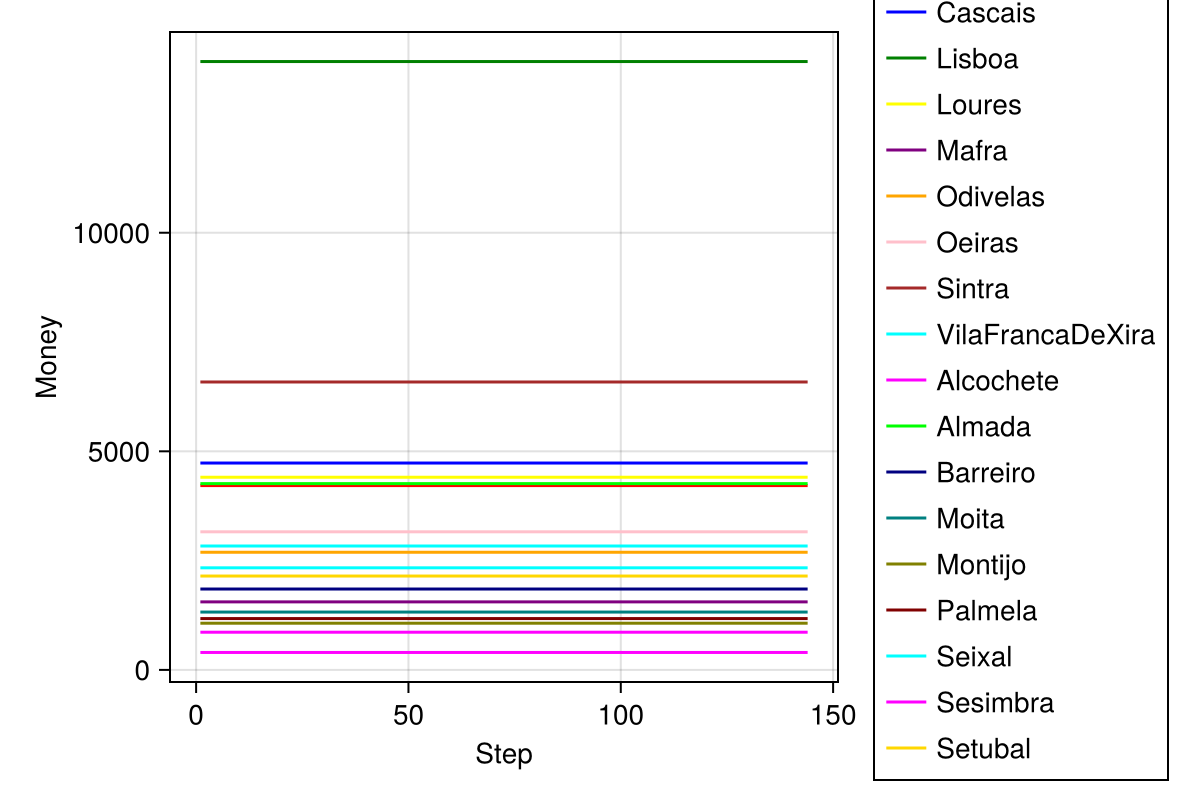 Cascais
Lisboa
Loures
Mafra
Odivelas
Oeiras
Sintra
VilaFrancaDeXira
Alcochete
Almada
Barreiro
Moita
Montijo
Palmela
Seixal
Sesimbra
Setubal
10000
5000
0
Money
0 50 100 150
Step